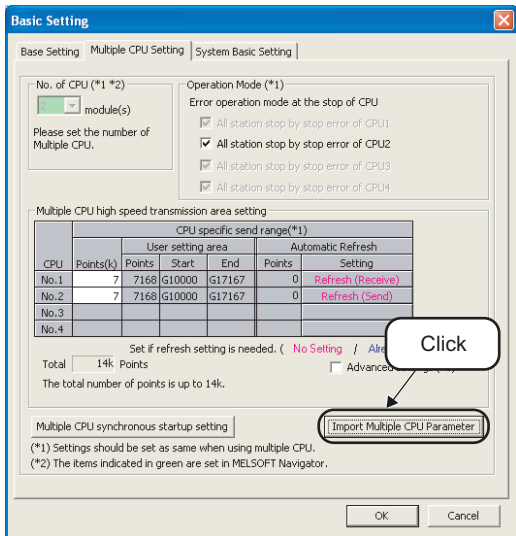 Basic Setting
Base Setting Multiple CPU Setting System Basic Setting
No. of CPU (*1 *2)
2 module(s)
Please set the number of
Multiple CPU.
Operation Mode (*1)
Error operation mode at the stop of CPU
All station stop by stop error of CPU1
All station stop by stop error of CPU2
All station stop by stop error of CPU3
All station stop by stop error of CPU4
Multiple CPU high speed transmission area setting
CPU specific send range(*1)
User setting area Automatic Refresh
CPU Points(k) Points Start End Points Setting
No.1 7 7168 G10000 G17167 0 Refresh (Receive)
No.2 7 7168 G10000 G17167 0 Refresh (Send)
No.3
No.4
Set if refresh setting is needed. ( No Setting /
Click
Total 14k Points
Advanced
The total number of points is up to 14k.
Multiple CPU synchronous startup setting Import Multiple CPU Parameter
(*1) Settings should be set as same when using multiple CPU.
(*2) The items indicated in green are set in MELSOFT Navigator.
OK Cancel